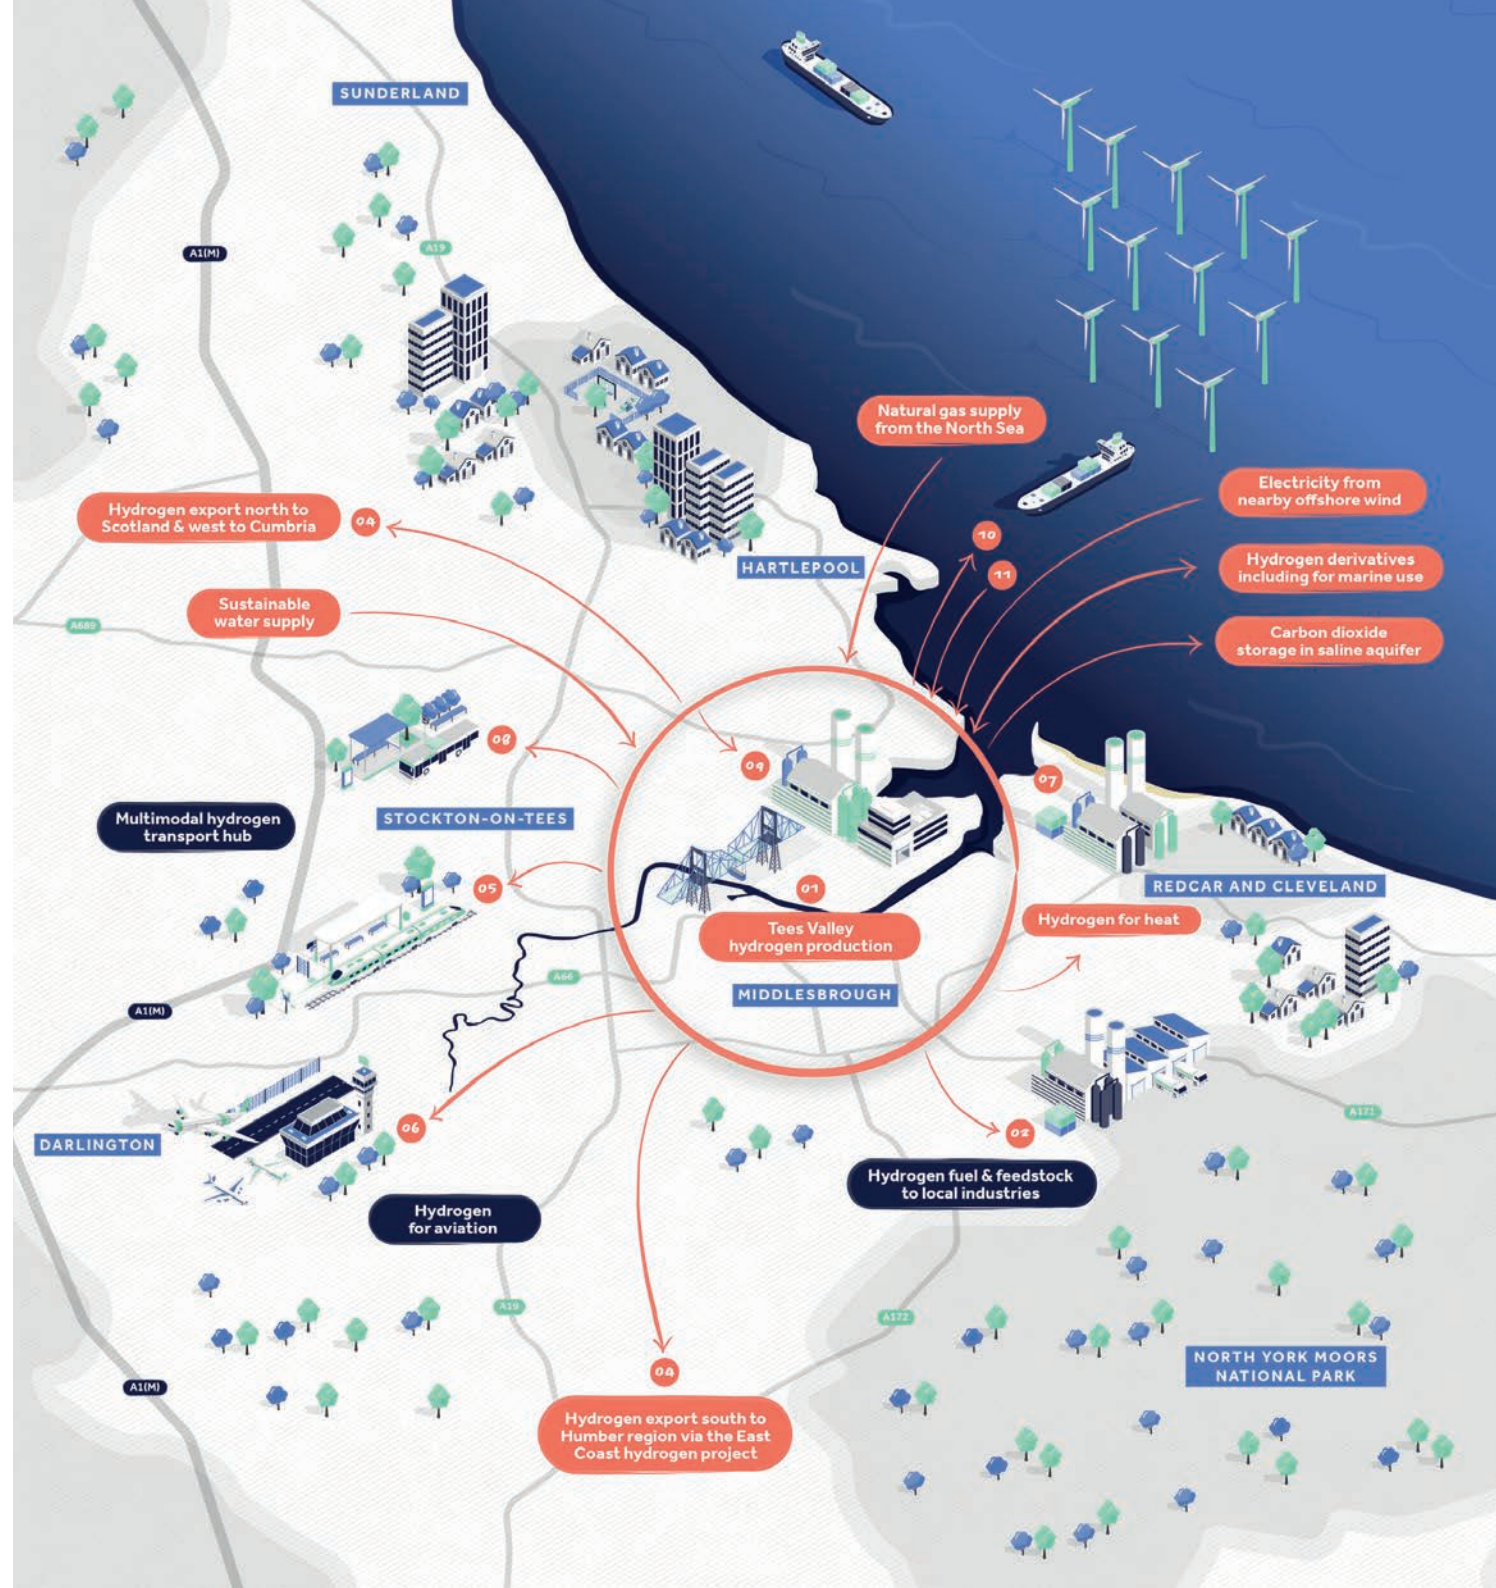 SUNDERLAND
A1(M)
A19
Natural gas supply
from the North Sea
Electricity from
nearby offshore wind
Hydrogen export north to
Scotland & west to Cumbria
04
10
Hydrogen derivatives
including for marine use
HARTLEPOOL
11
Sustainable
water supply
A689
Carbon dioxide
storage in saline aquifer
08
09
07
Multimodal hydrogen
transport hub
STOCKTON-ON-TEES
05
01
REDCAR AND CLEVELAND
Hydrogen for heat
Tees Valley
hydrogen production
A66
MIDDLESBROUGH
A1(M)
A171
06
02
DARLINGTON
Hydrogen fuel & feedstock
to local industries
Hydrogen
for aviation
A19
A172
04
NORTH YORK MOORS
NATIONAL PARK
A1(M)
Hydrogen export south to
Humber region via the East
Coast hydrogen project